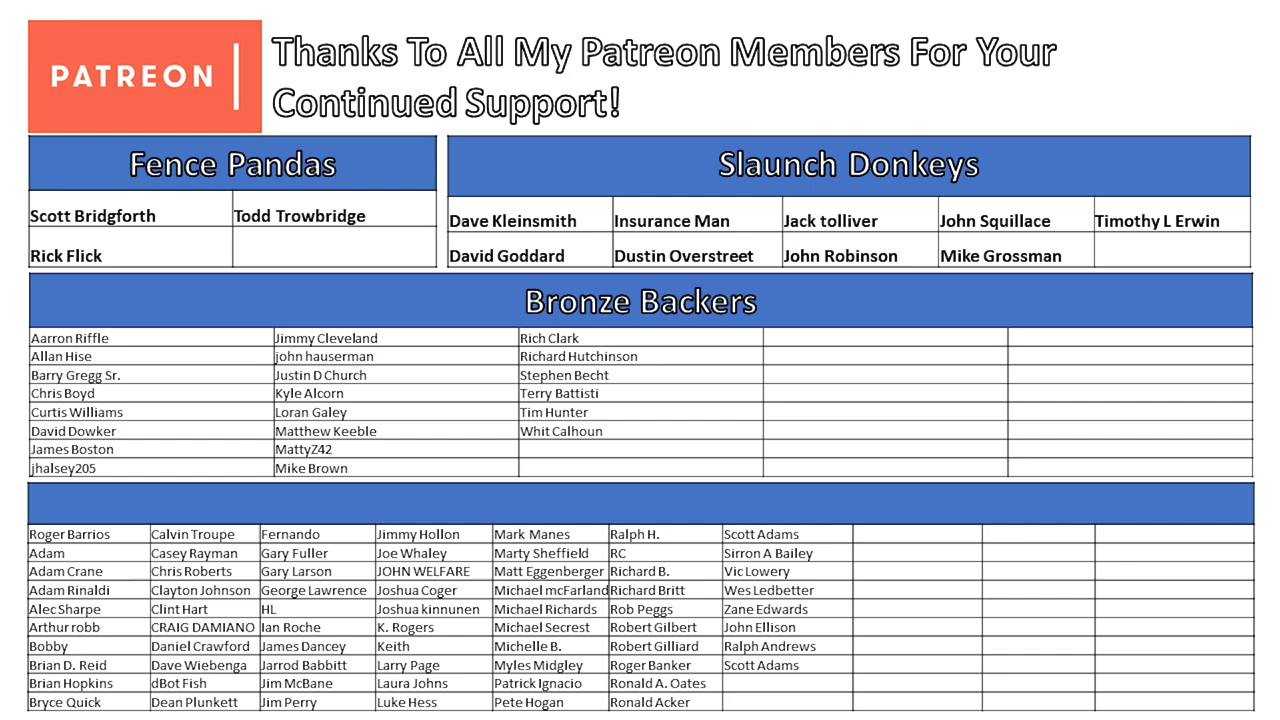 PATREON
Thanks To All My Patreon Members For Your
Continued Support!
Fence Pandas
Scott Bridgforth Todd Trowbridge
Rick Flick
Slaunch Donkeys
Dave Kleinsmith Insurance Man Jack tolliver John Squillace Timothy L Erwin
David Goddard Dustin Overstreet John Robinson Mike Grossman
Bronze Backers
Aarron Riffle Jimmy Cleveland Rich Clark
Allan Hise john hauserman Richard Hutchinson
Barry Gregg Sr. Justin D Church Stephen Becht
Chris Boyd Kyle Alcorn Terry Battisti
Curtis Williams Loran Galey Tim Hunter
David Dowker Matthew Keeble Whit Calhoun
James Boston MattyZ42
jhalsey205 Mike Brown
Roger Barrios Calvin Troupe Fernando Jimmy Hollon Mark Manes Ralph H. Scott Adams
Adam Casey Rayman Gary Fuller Joe Whaley Marty Sheffield RC Sirron A Bailey
Adam Crane Chris Roberts Gary Larson JOHN WELFARE Matt Eggenberger Richard B. Vic Lowery
Adam Rinaldi Clayton Johnson George Lawrence Joshua Coger Michael mcFarland Richard Britt Wes Ledbetter
Alec Sharpe Clint Hart HL Joshua kinnunen Michael Richards Rob Peggs Zane Edwards
Arthur robb CRAIG DAMIANO Ian Roche K. Rogers Michael Secrest Robert Gilbert John Ellison
Bobby Daniel Crawford James Dancey Keith Michelle B. Robert Gilliard Ralph Andrews
Brian D. Reid Dave Wiebenga Jarrod Babbitt Larry Page Myles Midgley Roger Banker Scott Adams
Brian Hopkins dBot Fish Jim McBane Laura Johns Patrick Ignacio Ronald A. Oates
Bryce Quick Dean Plunkett Jim Perry Luke Hess Pete Hogan Ronald Acker